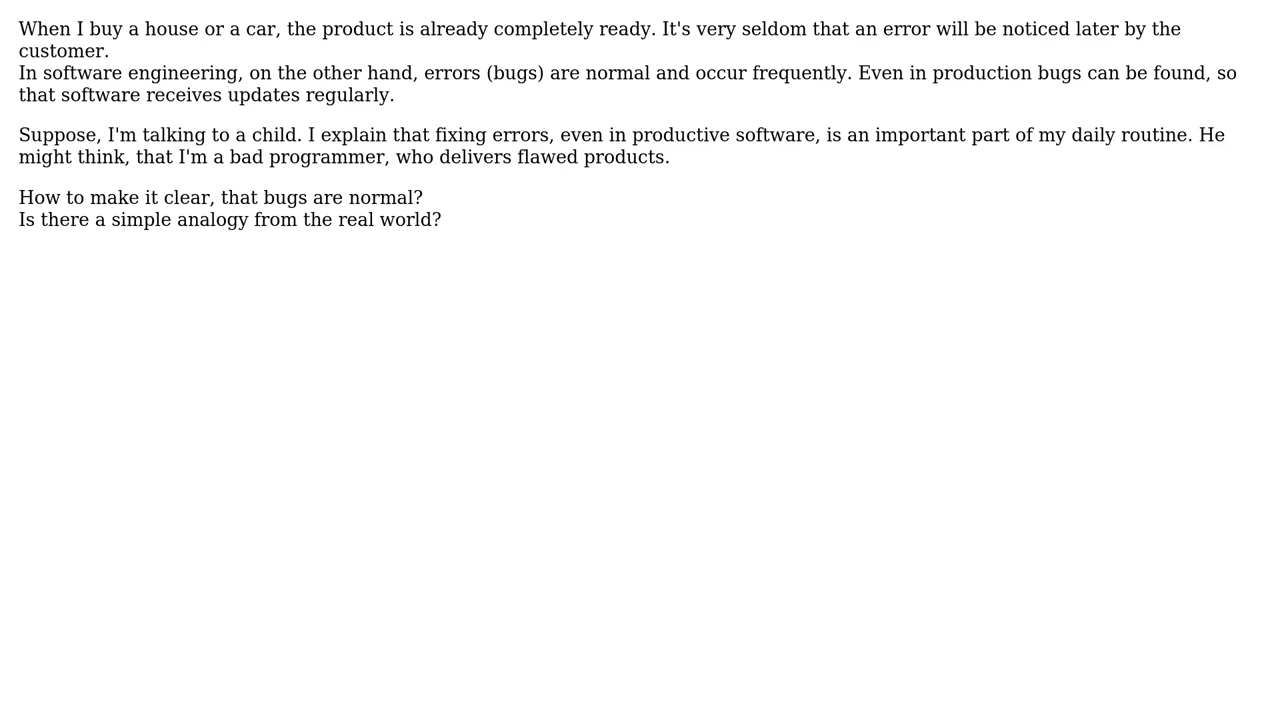 When I buy a house or a car, the product is already completely ready. It's very seldom that an error will be noticed later by the
customer.
In software engineering, on the other hand, errors (bugs) are normal and occur frequently. Even in production bugs can be found, so
that software receives updates regularly.
Suppose, I'm talking to a child. I explain that fixing errors, even in productive software, is an important part of my daily routine. He
might think, that I'm a bad programmer, who delivers flawed products.
How to make it clear, that bugs are normal?
Is there a simple analogy from the real world?